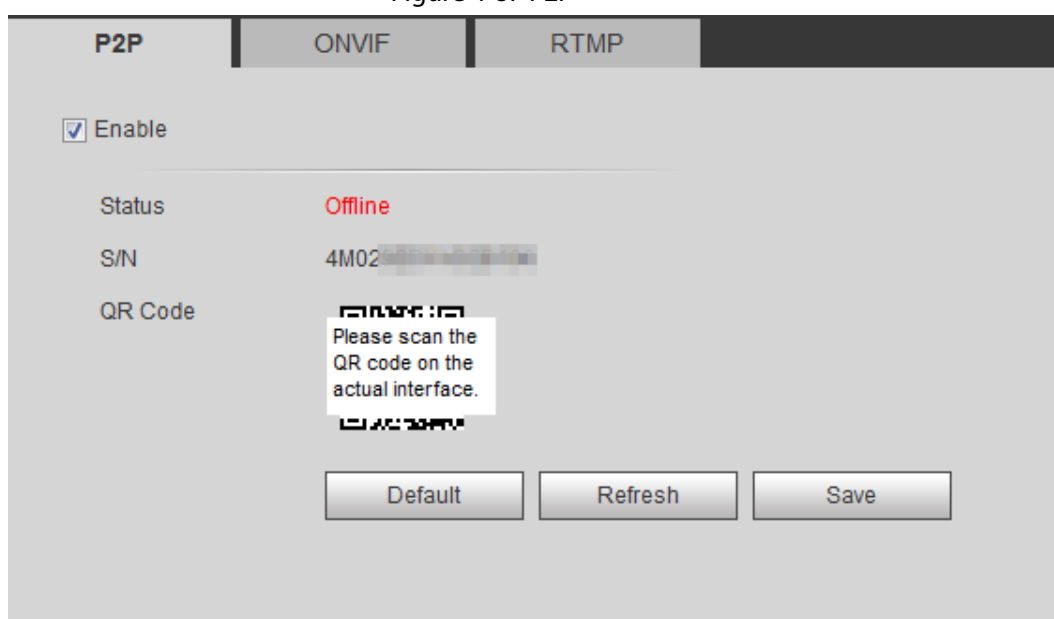 P2P ONVIF RTMP
Enable
Status Offline
S/N 4M02
QR Code
Please scan the
QR code on the
actual interface.
Default Refresh Save